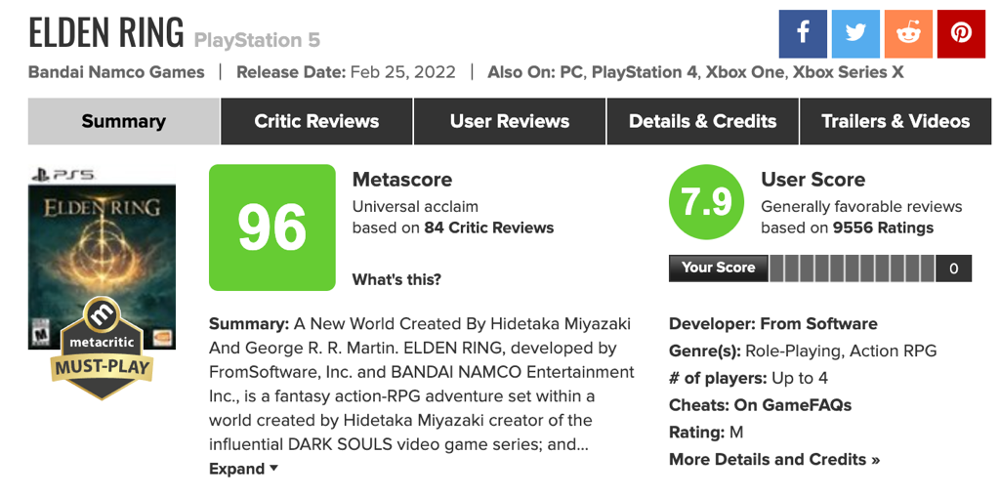 ELDEN RING PlayStation 5
Bandai Namco Games | Release Date: Feb 25, 2022 | Also On: PC, PlayStation 4, Xbox One, Xbox Series X
Summary
Critic Reviews
User Reviews
Details & Credits
Trailers & Videos
PS5
ELDEN RING
M
metacritic
MUST-PLAY
96
Metascore
Universal acclaim
based on 84 Critic Reviews
What's this?
Summary: A New World Created By Hidetaka Miyazaki
And George R. R. Martin. ELDEN RING, developed by
FromSoftware, Inc. and BANDAI NAMCO Entertainment
Inc., is a fantasy action-RPG adventure set within a
world created by Hidetaka Miyazaki creator of the
influential DARK SOULS video game series; and...
Expand
7.9
User Score
Generally favorable reviews
based on 9556 Ratings
Your Score
0
Developer: From Software
Genre(s): Role-Playing, Action RPG
# of players: Up to 4
Cheats: On GameFAQs
Rating: M
More Details and Credits »